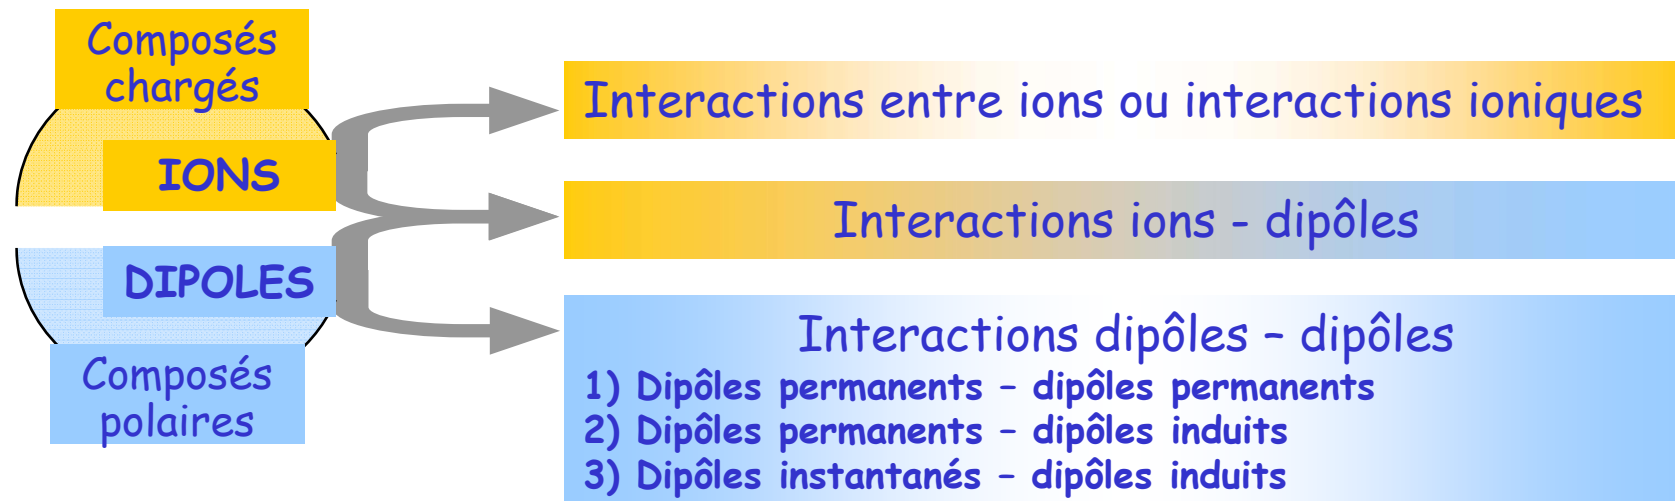 Composés
chargés
IONS
DIPOLES
Composés
polaires
Interactions entre ions ou interactions ioniques
Interactions ions - dipôles
Interactions dipôles – dipôles
1) Dipôles permanents – dipôles permanents
2) Dipôles permanents – dipôles induits
3) Dipôles instantanés – dipôles induits